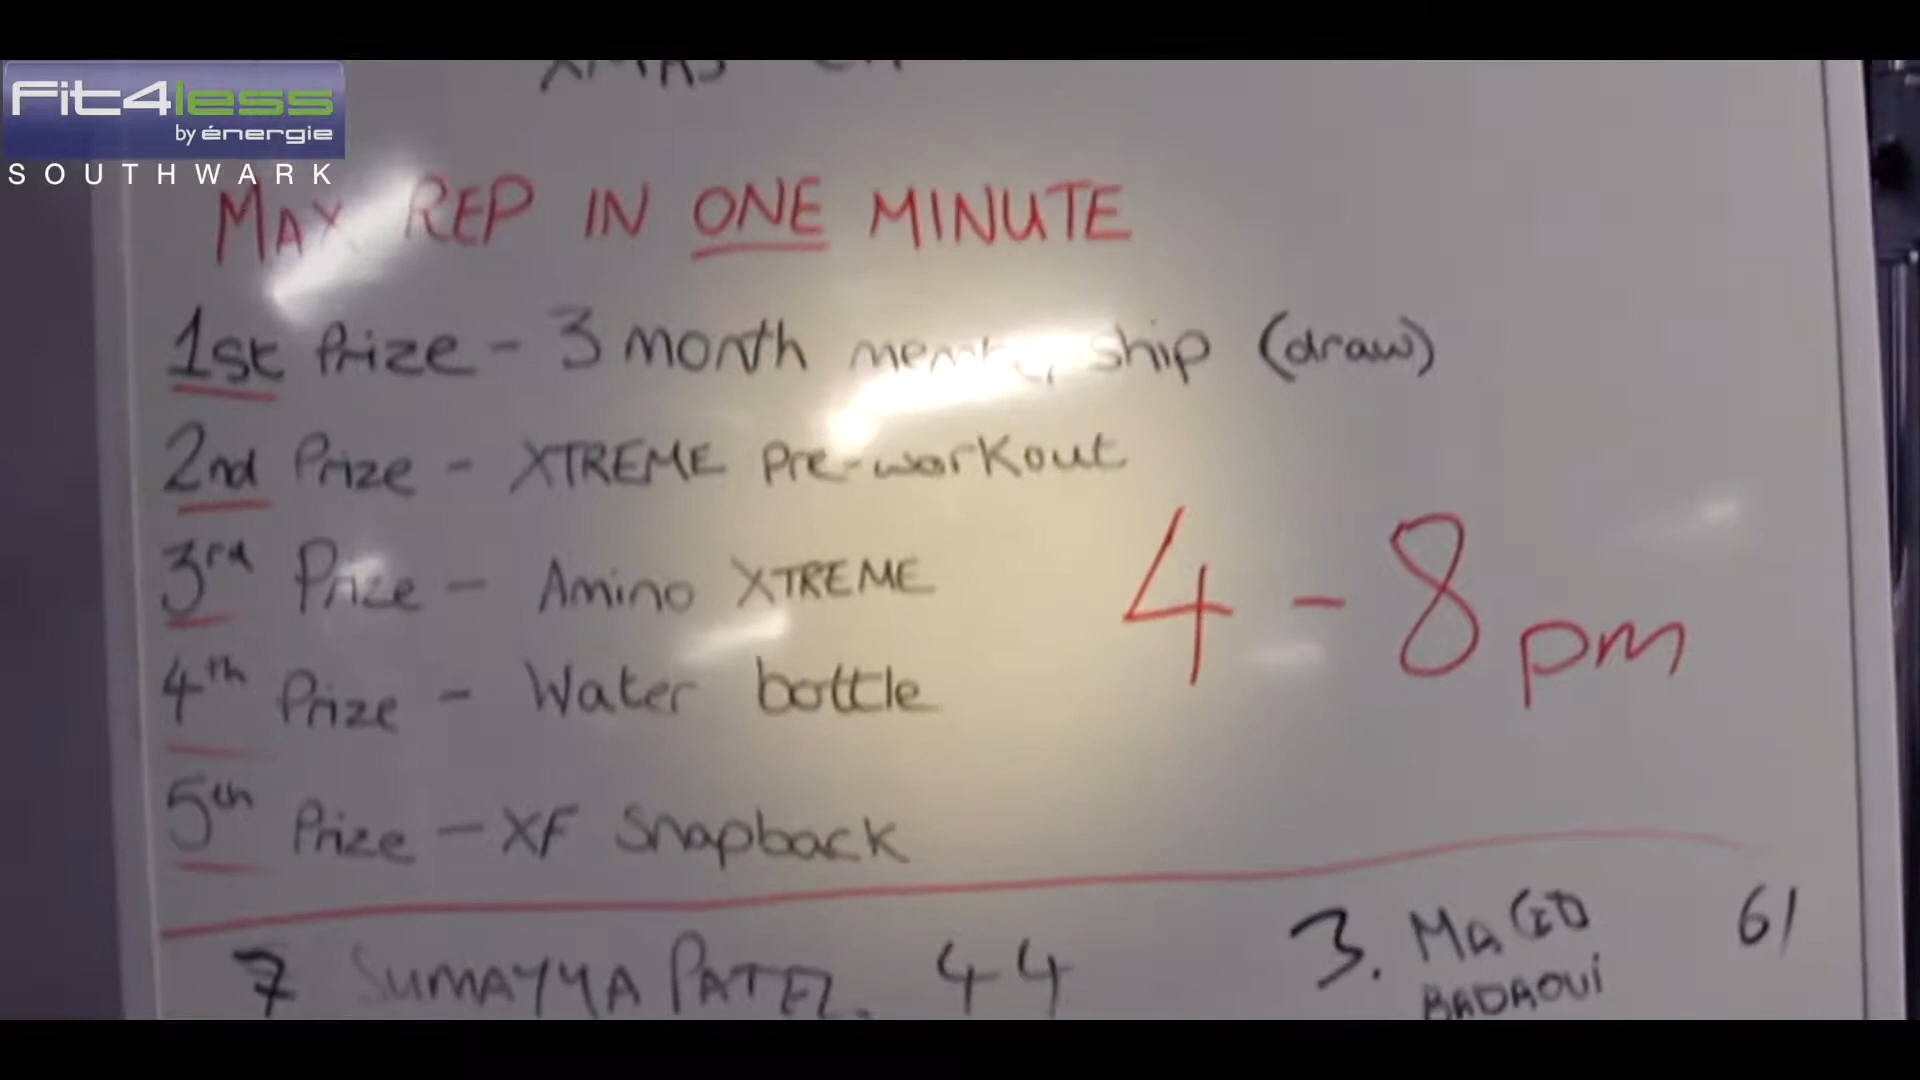 Fit4less
by énergie
SOUTHWARK
XMAS
MAX REP IN ONE MINUTE
1st Prize - 3 month membership (draw)
2nd Prize - XTREME Pre-workout
3rd Prize - Amino XTREME
4th Prize - Water bottle
5th Prize - XF Snapback
4 - 8 pm
7 SUMAYYA PATEL. 44
3. MAGID BADAOUI 61